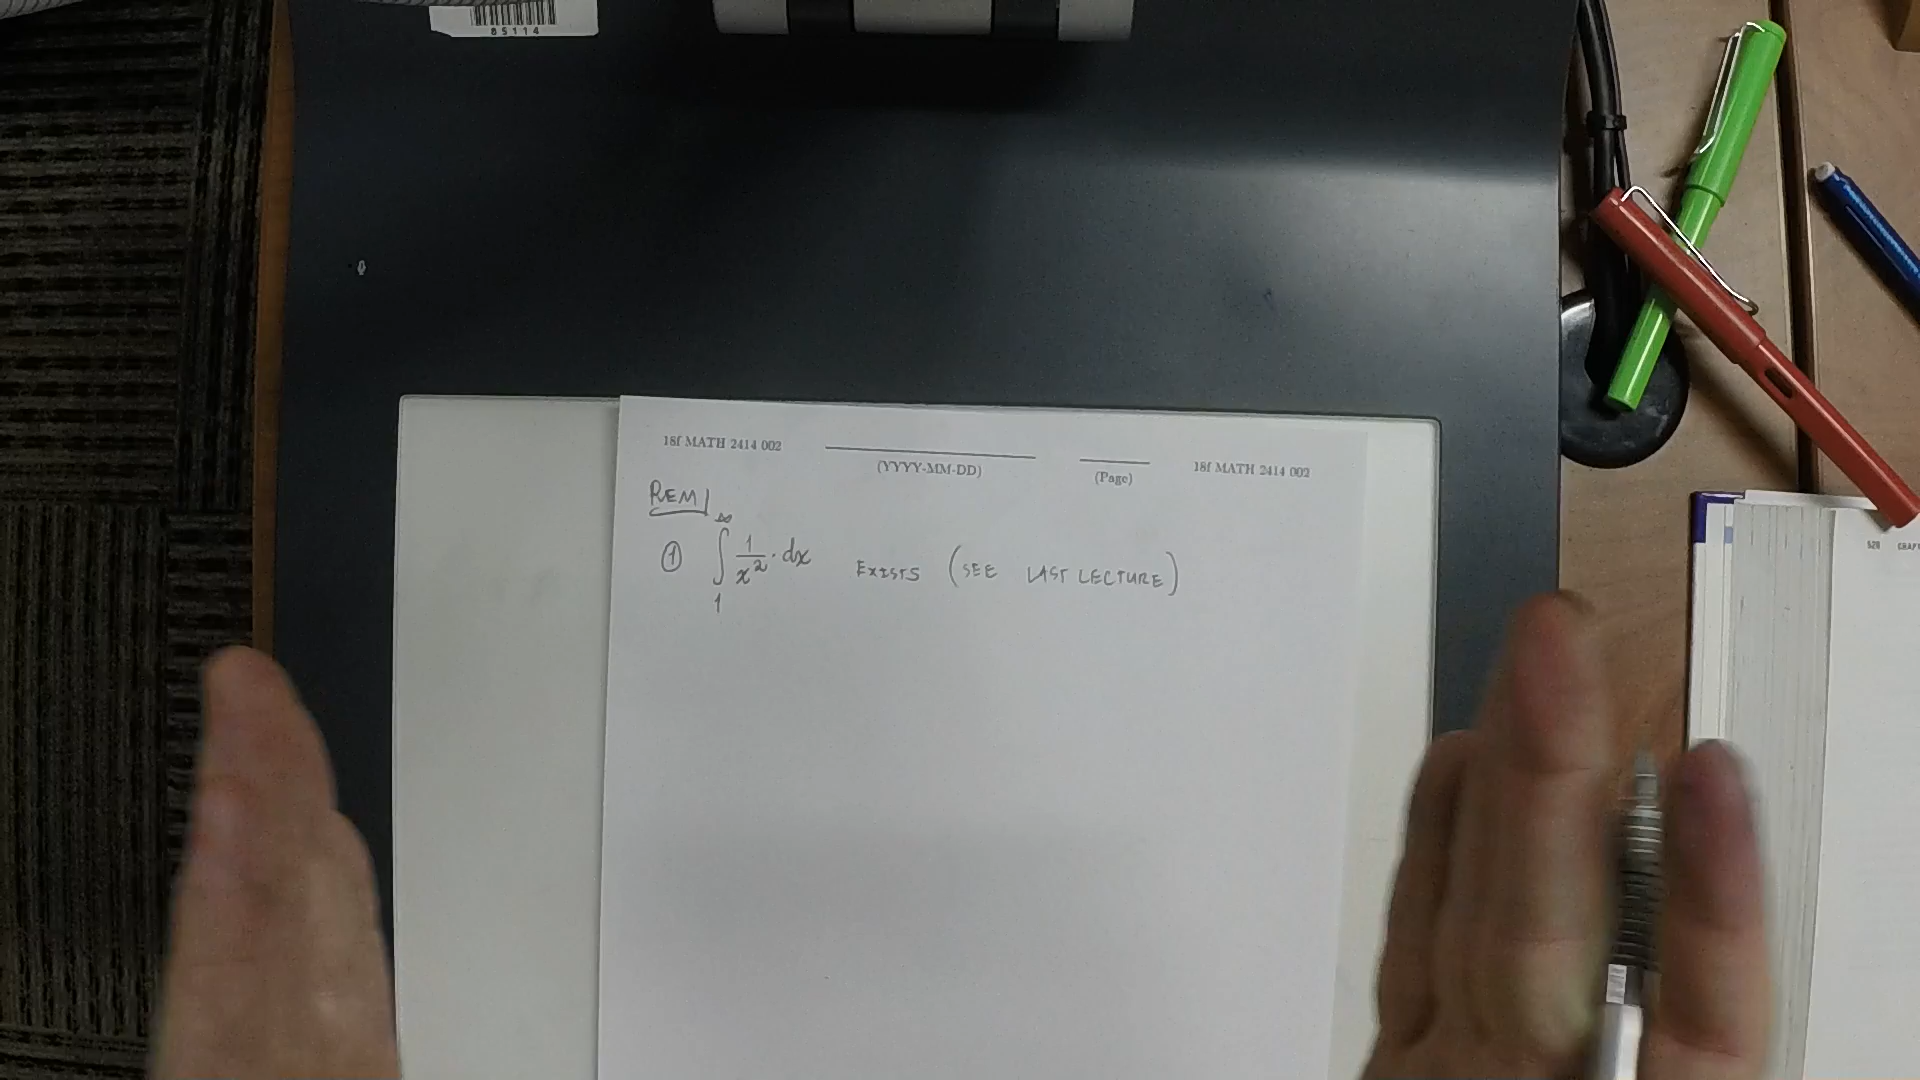 85114
18f MATH 2414 002 (YYYY-MM-DD) (Page) 18f MATH 2414 002
REM
① ∫₁^∞ 1/x² · dx EXISTS (SEE LAST LECTURE)
520